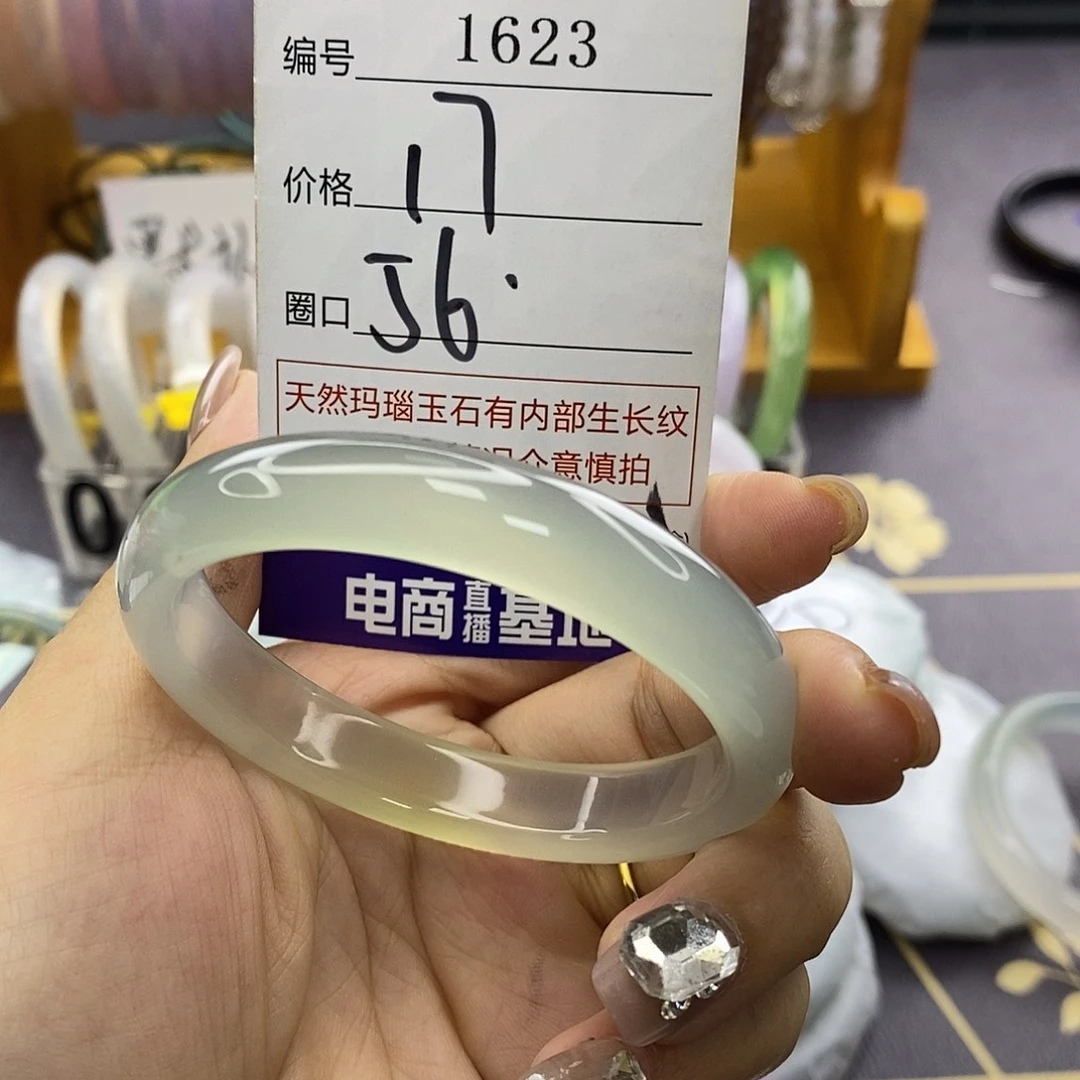 编号 1623
价格 17
圈口 56.
天然玛瑙玉石有内部生长纹
介意慎拍
电商直播基地